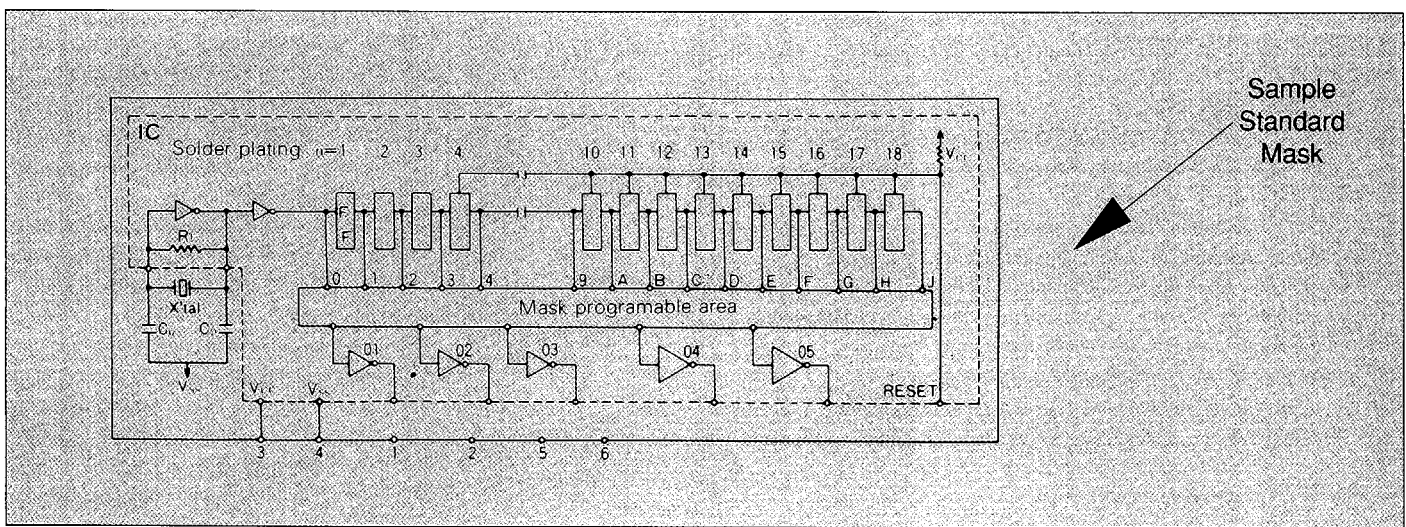 Sample
Standard
Mask
IC
Solder plating n=1 2 3 4 10 11 12 13 14 15 16 17 18
F
F
0 1 2 3 4 9 A B C D E F G H J
X'tal
Mask programable area
01 02 03 04 05
RESET
3 4 1 2 5 6